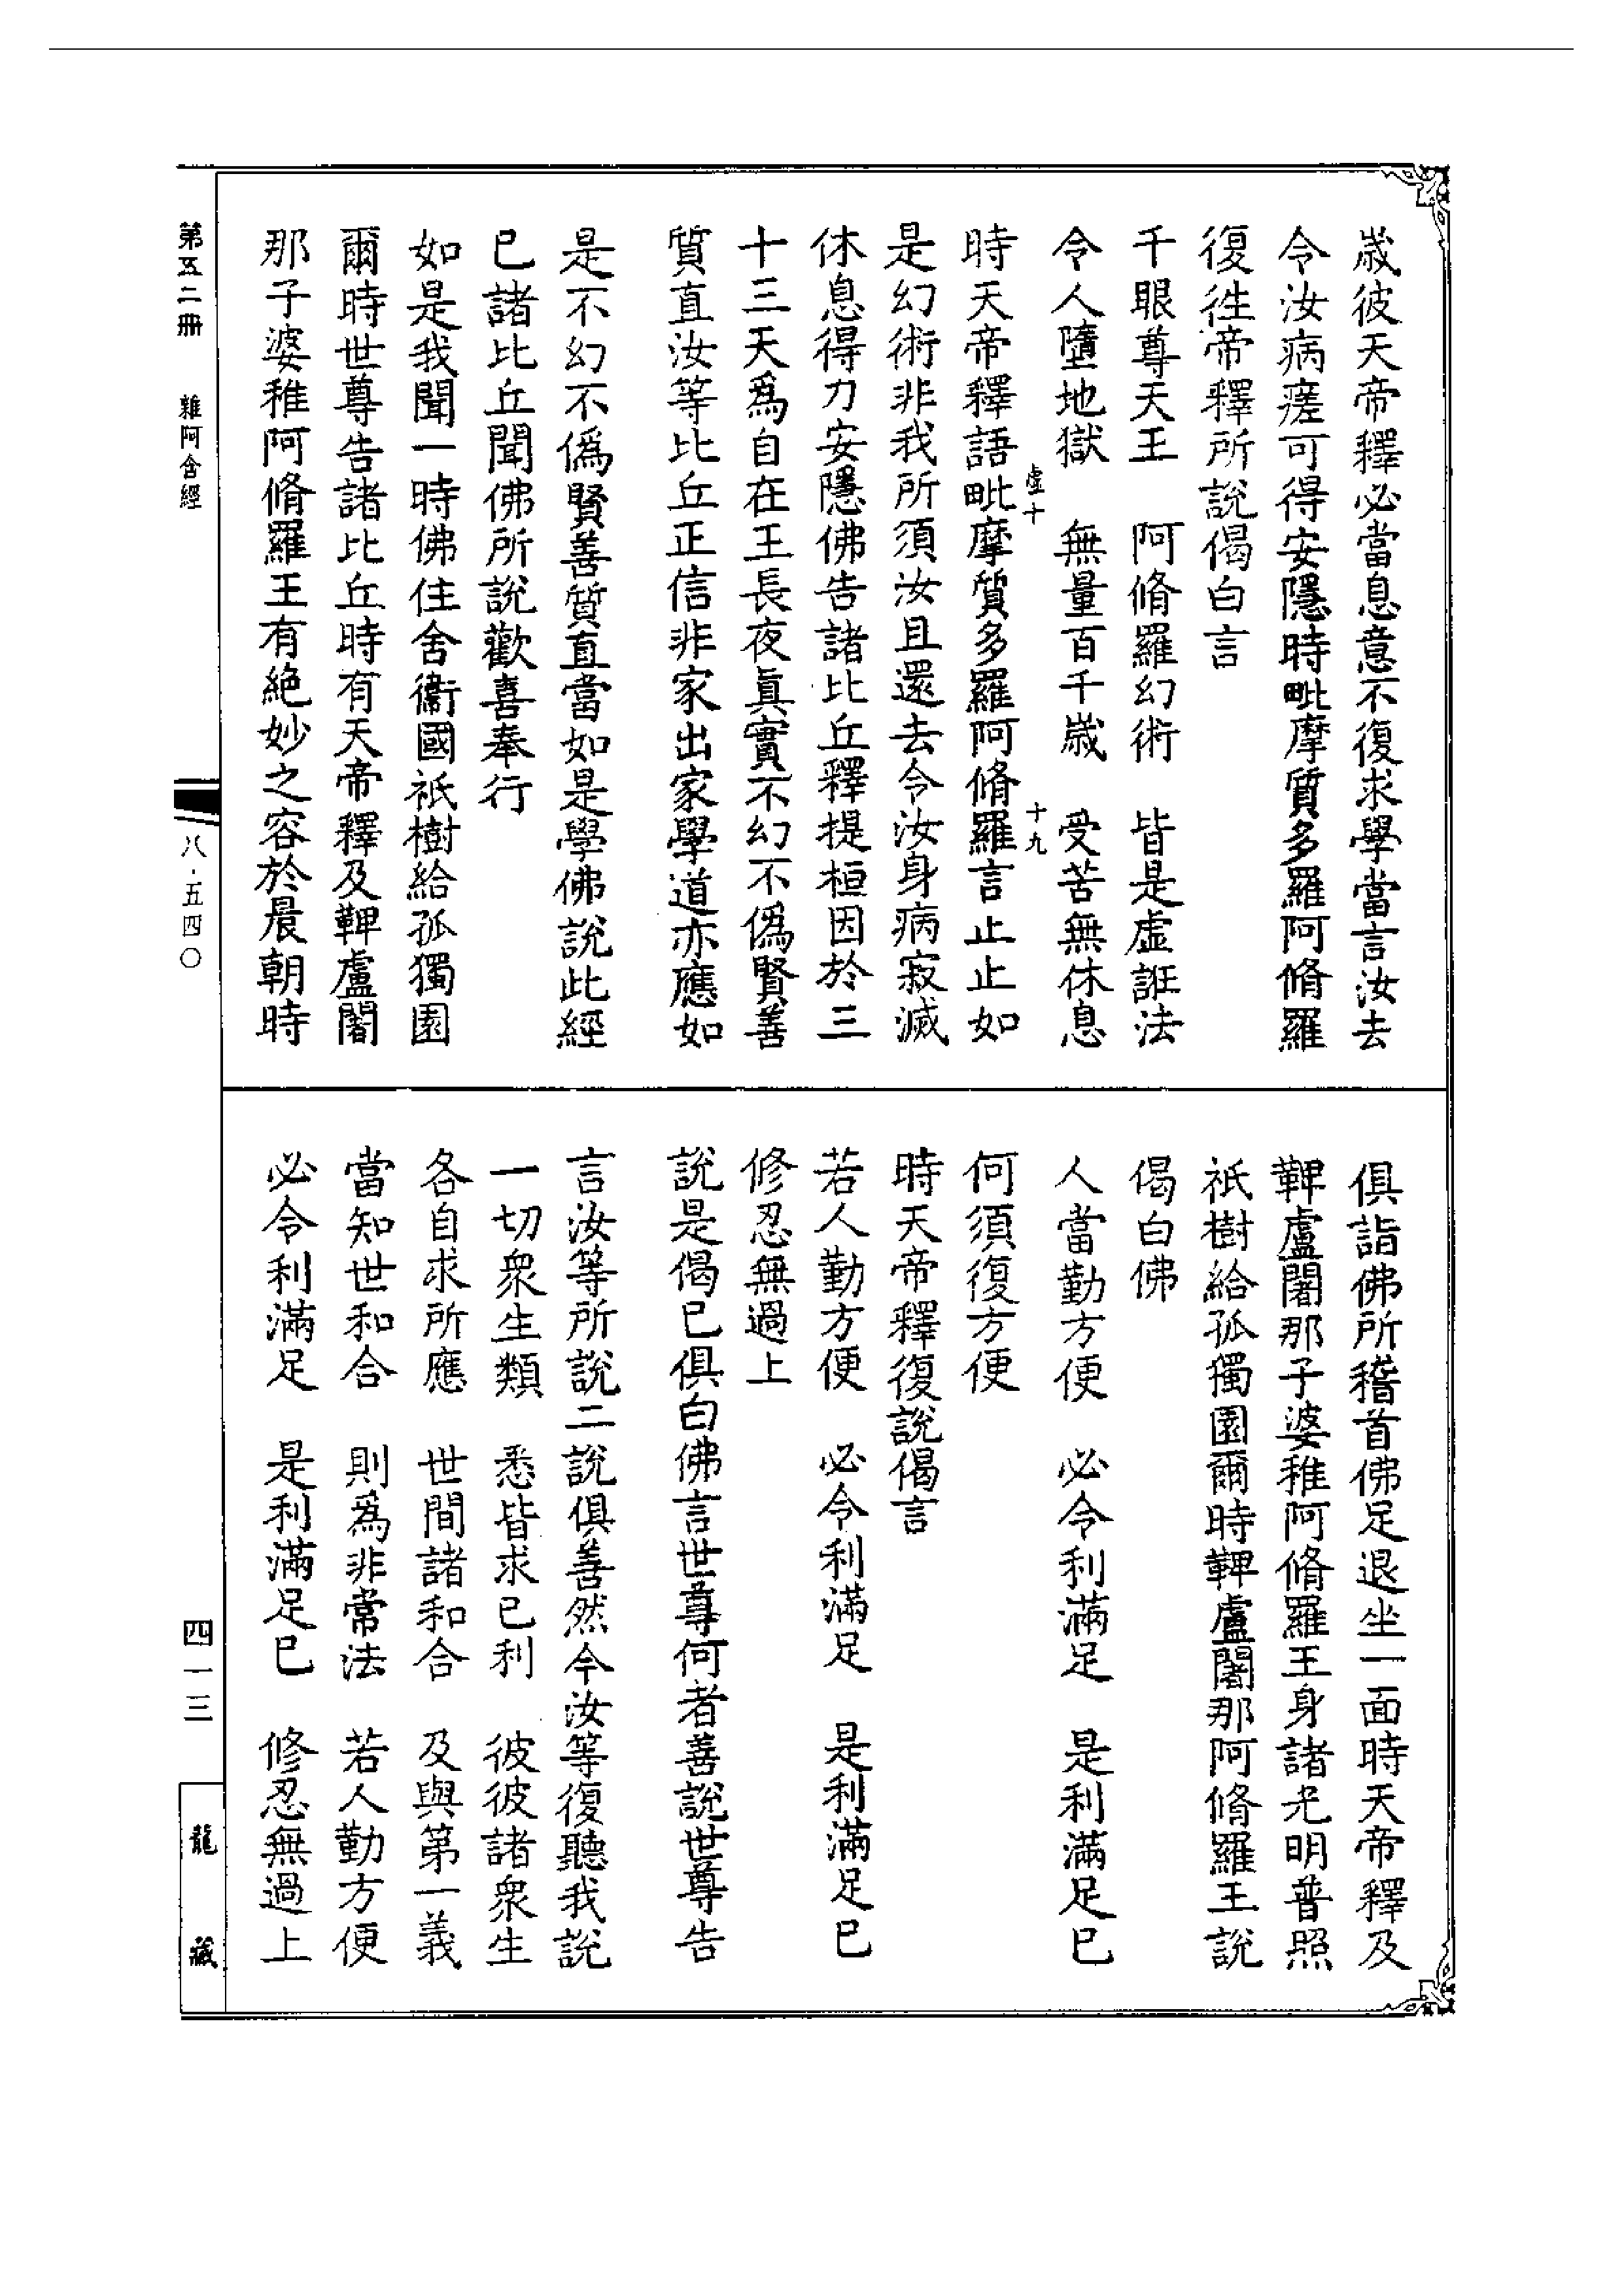 歲彼天帝釋必當息意不復求學當言汝去
令汝病瘥可得安隱時毗摩質多羅阿脩羅
復徃帝釋所說偈白言
千眼尊天王　阿脩羅幻術　皆是虛誑法
令人墮地獄　無量百千歲　受苦無休息
虛十　十九
時天帝釋語毗摩質多羅阿脩羅言止止如
是幻術非我所須汝且還去令汝身病寂滅
休息得力安隱佛告諸比丘釋提桓因於三
十三天爲自在王長夜眞實不幻不僞賢善
質直汝等比丘正信非家出家學道亦應如
是不幻不僞賢善質直當如是學佛說此經
已諸比丘聞佛所說歡喜奉行
如是我聞一時佛住舍衞國祇樹給孤獨園
爾時世尊告諸比丘時有天帝釋及鞞盧闍
那子婆稚阿脩羅王有絶妙之容於晨朝時
俱詣佛所稽首佛足退坐一面時天帝釋及
鞞盧闍那子婆稚阿脩羅王身諸光明普照
祇樹給孤獨園爾時鞞盧闍那阿脩羅王說
偈白佛
人當勤方便　必令利滿足　是利滿足已
何須復方便
時天帝釋復說偈言
若人勤方便　必令利滿足　是利滿足已
修忍無過上
說是偈已俱白佛言世尊何者善說世尊告
言汝等所說二說俱善然今汝等復聽我說
一切衆生類　悉皆求已利　彼彼諸衆生
各自求所應　世間諸和合　及與第一義
當知世和合　則爲非常法　若人勤方便
必令利滿足　是利滿足已　修忍無過上
第五二冊　雜阿含經
八·五四〇
四一三
龍藏